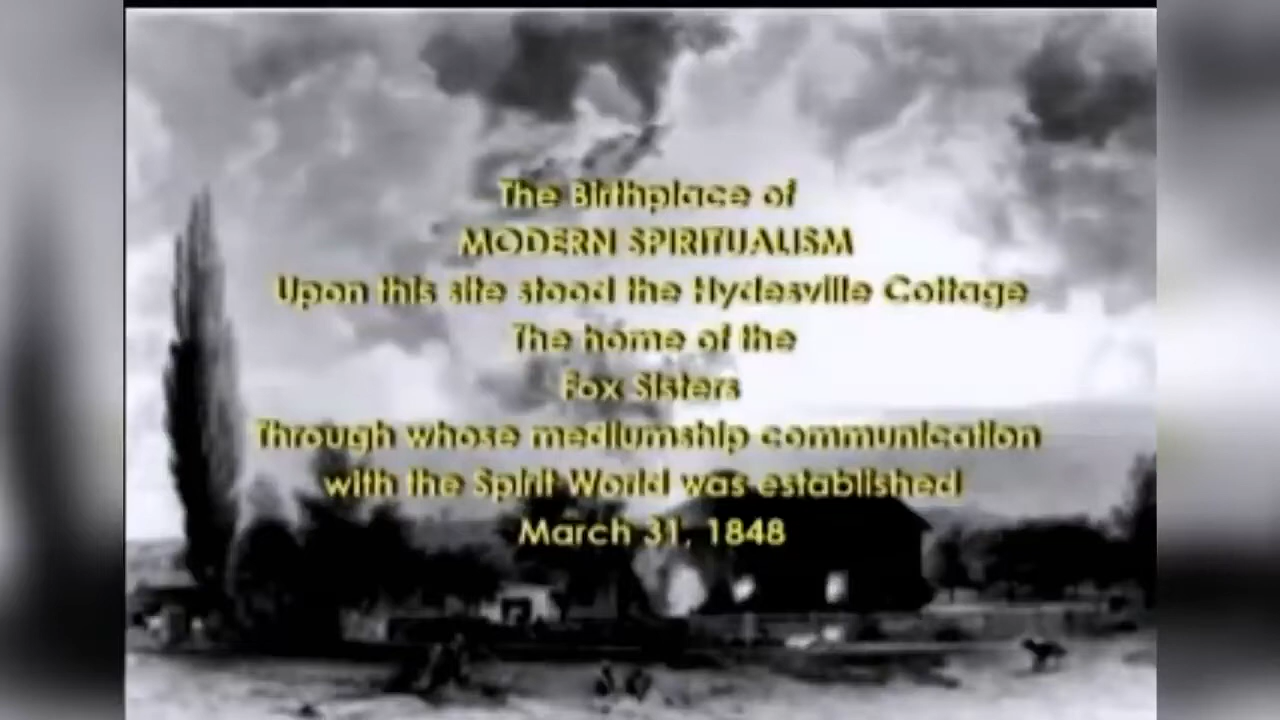 The Birthplace of
MODERN SPIRITUALISM
Upon this site stood the Hydesville Cottage
The home of the
Fox Sisters
Through whose mediumship communication
with the Spirit World was established
March 31, 1848